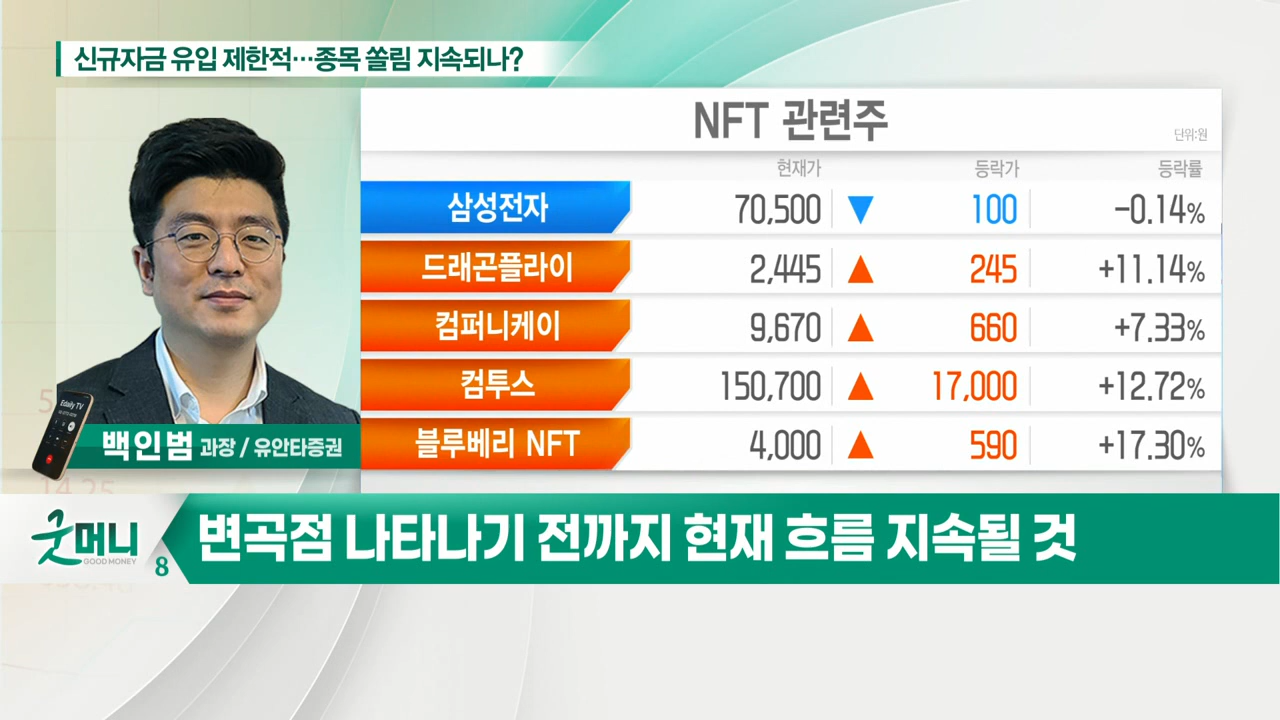 신규자금 유입 제한적…종목 쏠림 지속되나?
NFT 관련주
단위:원
현재가 등락가 등락률
삼성전자 70,500 ▼ 100 -0.14%
드래곤플라이 2,445 ▲ 245 +11.14%
컴퍼니케이 9,670 ▲ 660 +7.33%
컴투스 150,700 ▲ 17,000 +12.72%
블루베리 NFT 4,000 ▲ 590 +17.30%
Edaily TV
백인범 과장 / 유안타증권
14.25
굿머니
GOOD MONEY
8
변곡점 나타나기 전까지 현재 흐름 지속될 것